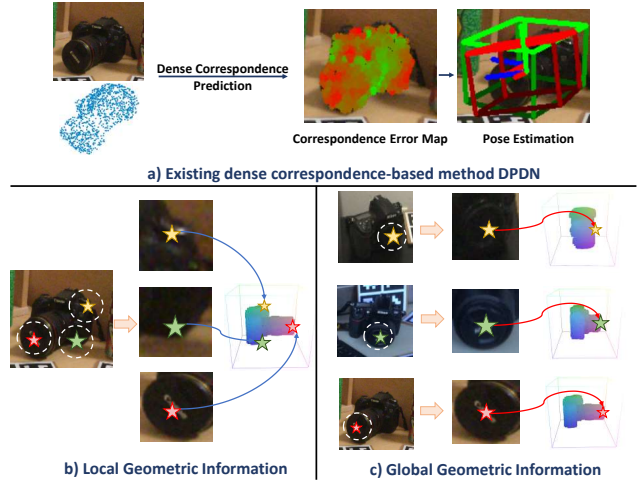 Dense Correspondence
Prediction
Correspondence Error Map
Pose Estimation
a) Existing dense correspondence-based method DPDN
b) Local Geometric Information
c) Global Geometric Information